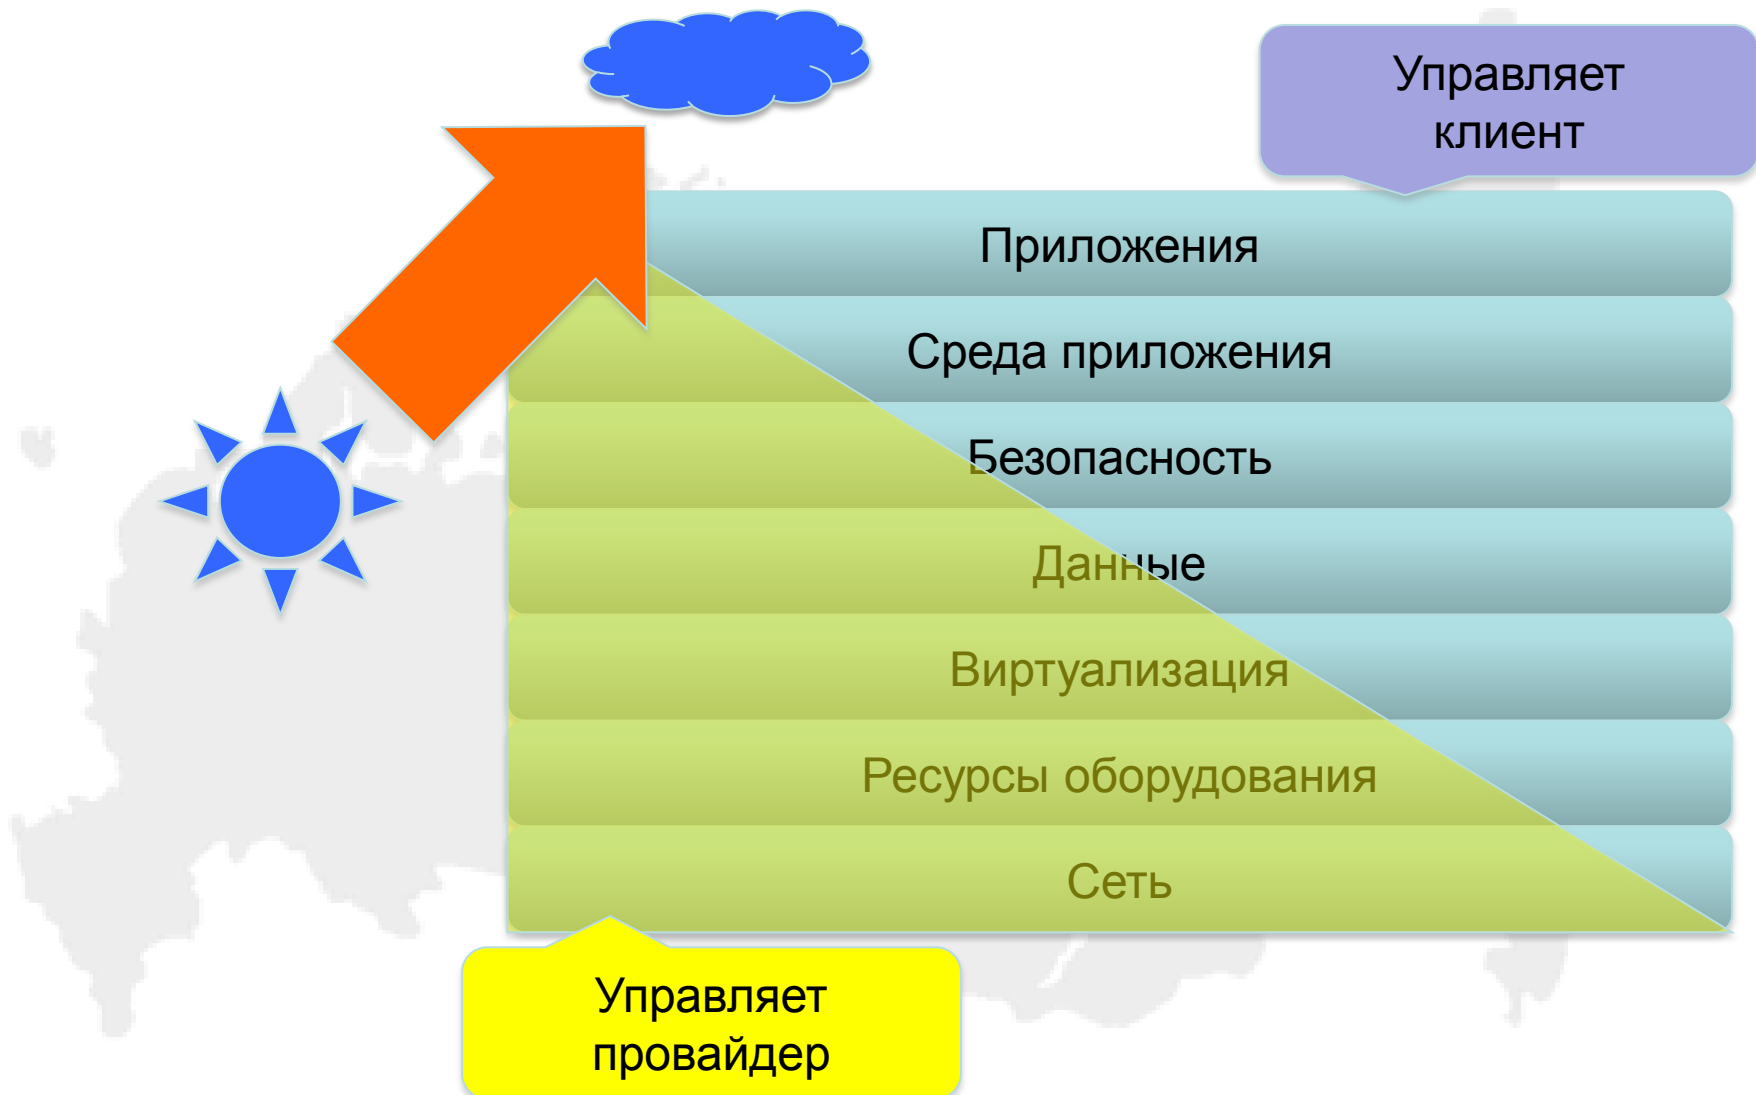 Управляет
клиент
Приложения
Среда приложения
Безопасность
Данные
Виртуализация
Ресурсы оборудования
Сеть
Управляет
провайдер